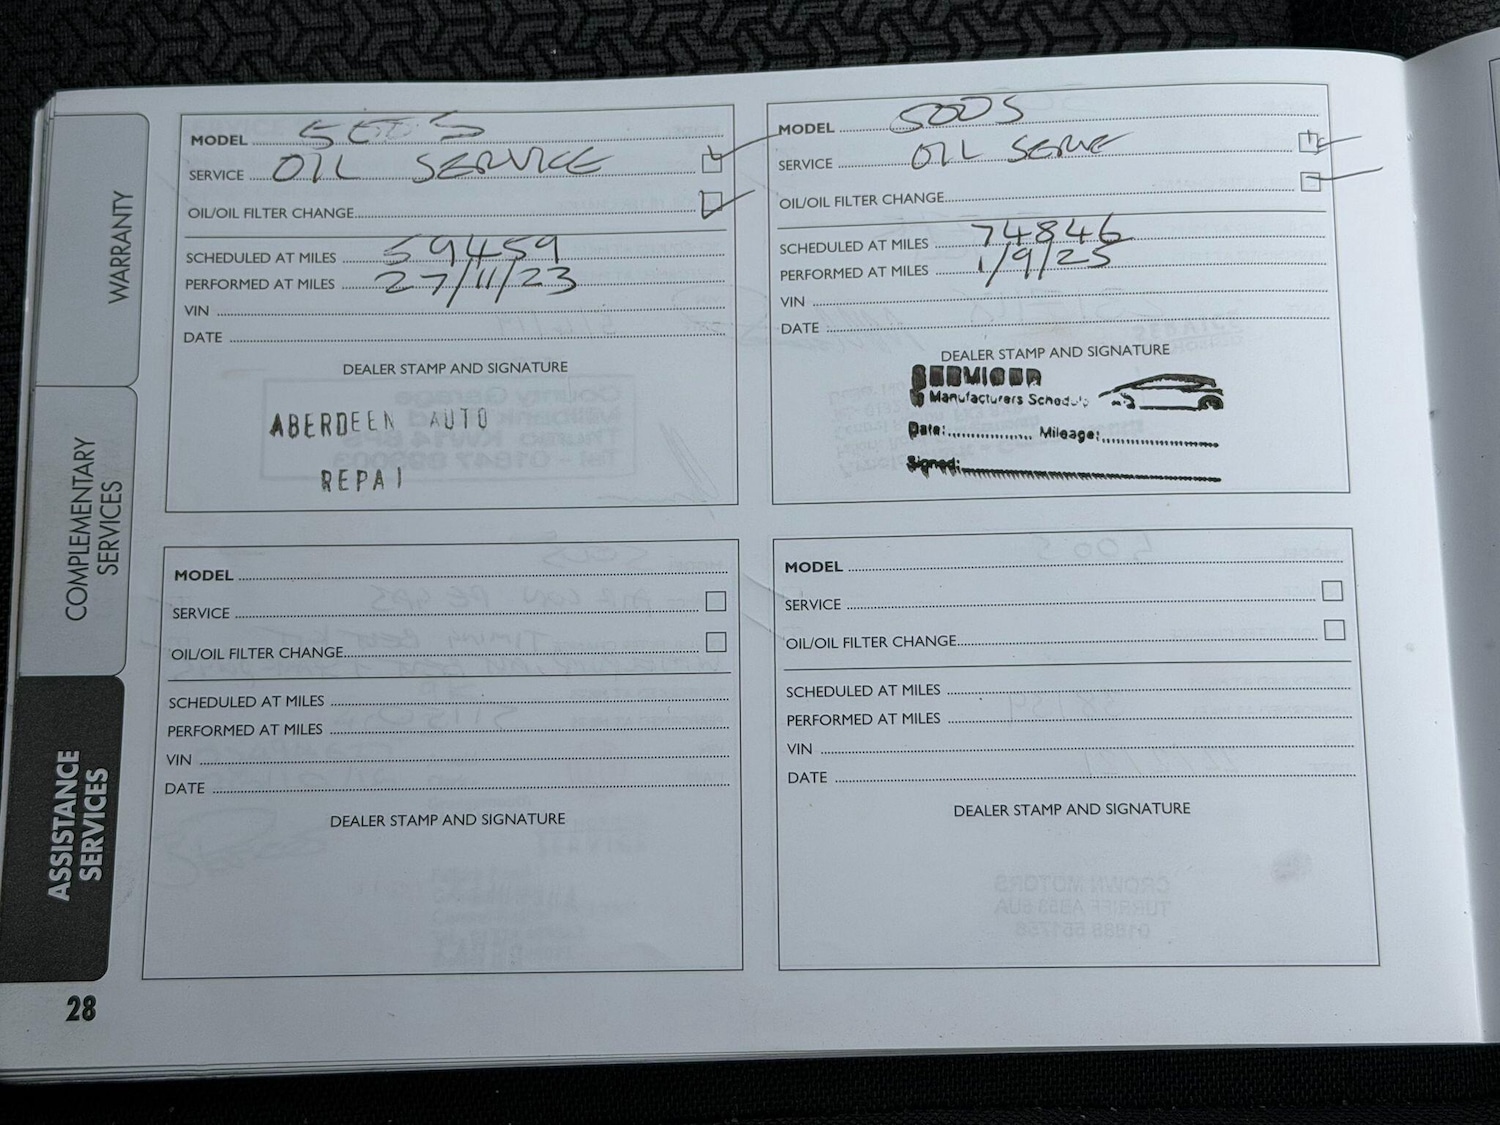 WARRANTY
COMPLEMENTARY
SERVICES
ASSISTANCE
SERVICES
28
MODEL 500S
SERVICE OIL SERVICE
OIL/OIL FILTER CHANGE
SCHEDULED AT MILES 59459
PERFORMED AT MILES 27/11/23
VIN
DATE
DEALER STAMP AND SIGNATURE
ABERDEEN AUTO
REPAI
MODEL 500S
SERVICE OIL SERVE
OIL/OIL FILTER CHANGE
SCHEDULED AT MILES 74846
PERFORMED AT MILES 1/9/25
VIN
DATE
DEALER STAMP AND SIGNATURE
SERVICED
Manufacturers Schedule
Date: Mileage:
Signed:
MODEL
SERVICE
OIL/OIL FILTER CHANGE
SCHEDULED AT MILES
PERFORMED AT MILES
VIN
DATE
DEALER STAMP AND SIGNATURE
MODEL
SERVICE
OIL/OIL FILTER CHANGE
SCHEDULED AT MILES
PERFORMED AT MILES
VIN
DATE
DEALER STAMP AND SIGNATURE